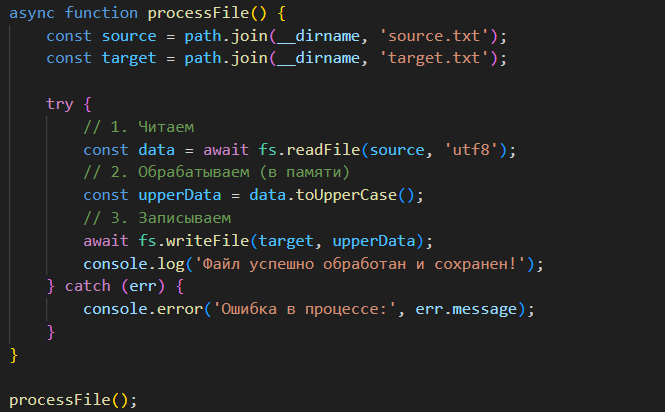 async function processFile() {
    const source = path.join(__dirname, 'source.txt');
    const target = path.join(__dirname, 'target.txt');

    try {
        // 1. Читаем
        const data = await fs.readFile(source, 'utf8');
        // 2. Обрабатываем (в памяти)
        const upperData = data.toUpperCase();
        // 3. Записываем
        await fs.writeFile(target, upperData);
        console.log('Файл успешно обработан и сохранен!');
    } catch (err) {
        console.error('Ошибка в процессе:', err.message);
    }
}

processFile();